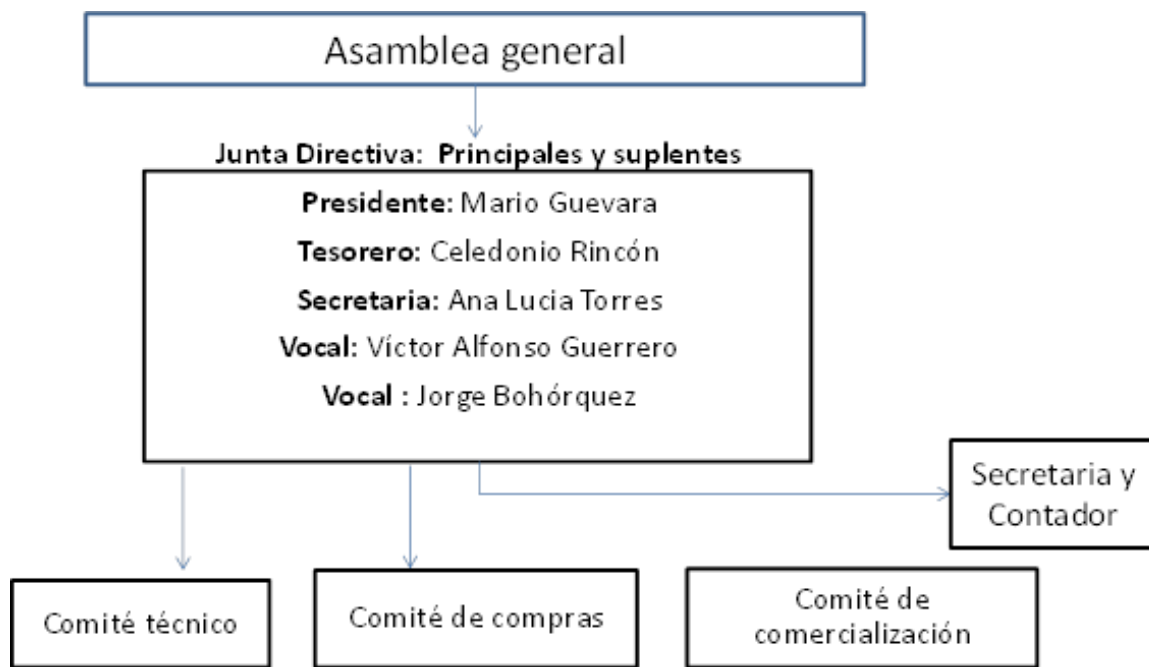 Asamblea general
Junta Directiva: Principales y suplentes
Presidente: Mario Guevara
Tesorero: Celedonio Rincón
Secretaria: Ana Lucia Torres
Vocal: Víctor Alfonso Guerrero
Vocal : Jorge Bohórquez
Secretaria y
Contador
Comité técnico
Comité de compras
Comité de
comercialización